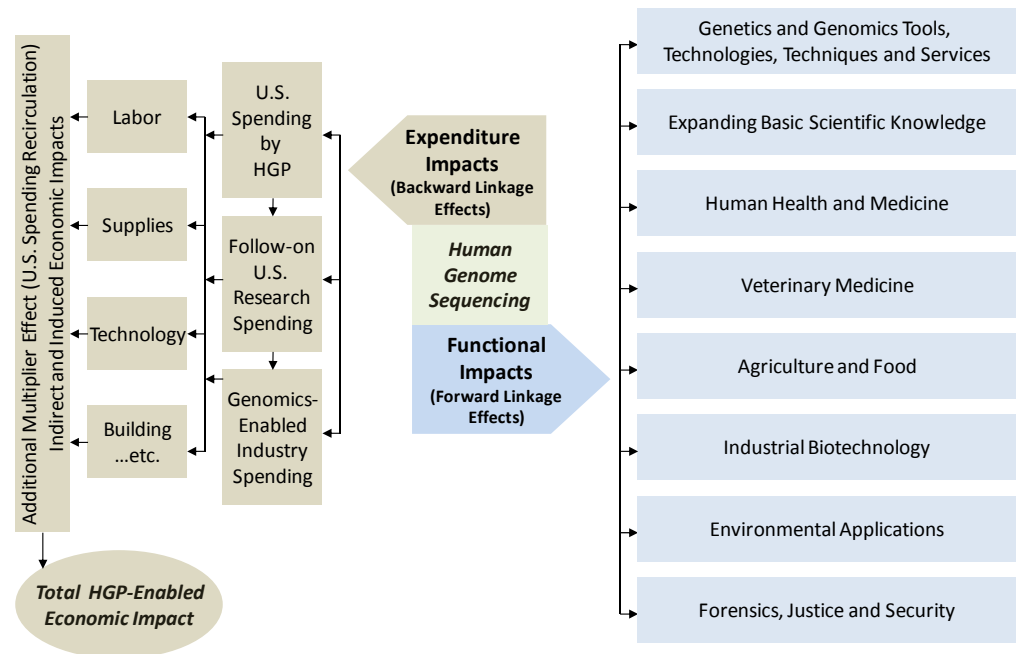 Additional Multiplier Effect (U.S. Spending Recirculation)
Indirect and Induced Economic Impacts
Labor
Supplies
Technology
Building
...etc.
U.S.
Spending
by
HGP
Follow-on
U.S.
Research
Spending
Genomics-
Enabled
Industry
Spending
Total HGP-Enabled
Economic Impact
Expenditure
Impacts
(Backward Linkage
Effects)
Human
Genome
Sequencing
Functional
Impacts
(Forward Linkage
Effects)
Genetics and Genomics Tools,
Technologies, Techniques and Services
Expanding Basic Scientific Knowledge
Human Health and Medicine
Veterinary Medicine
Agriculture and Food
Industrial Biotechnology
Environmental Applications
Forensics, Justice and Security